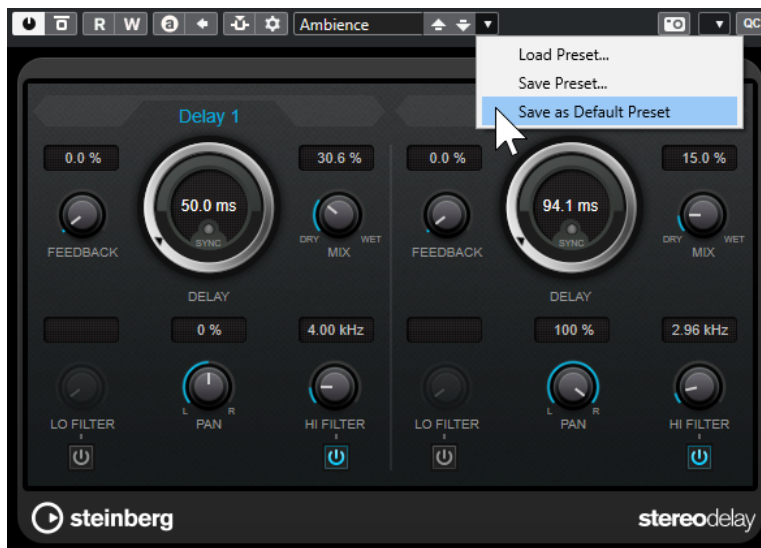 R W a Ambience QC
Load Preset...
Save Preset...
Save as Default Preset
Delay 1
0.0 % 30.6 % 0.0 % 15.0 %
50.0 ms 94.1 ms
SYNC SYNC
DRY WET DRY WET
FEEDBACK MIX FEEDBACK MIX
DELAY DELAY
0 % 4.00 kHz 100 % 2.96 kHz
L R L R
LO FILTER PAN HI FILTER LO FILTER PAN HI FILTER
steinberg stereodelay